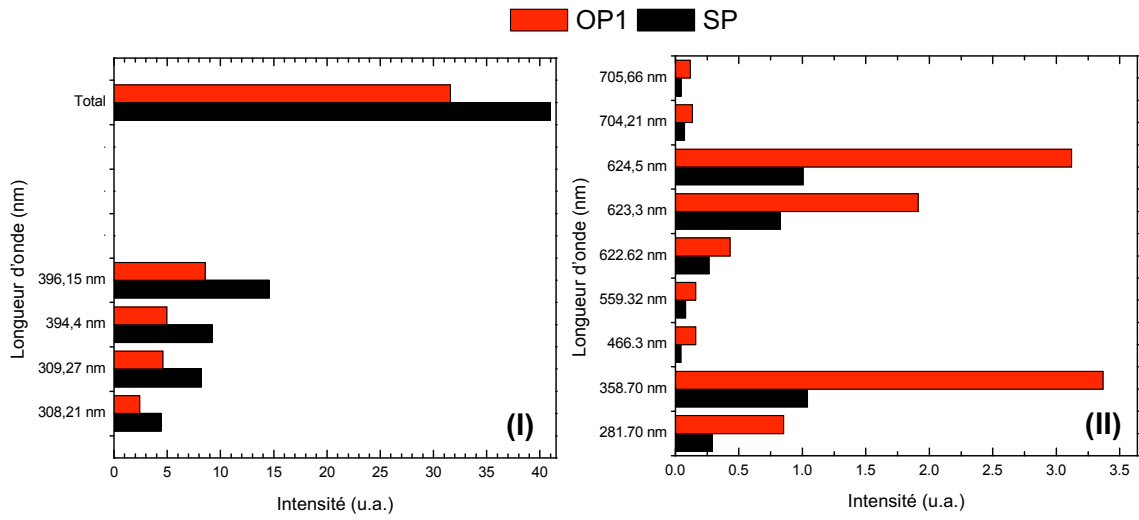 OP1 SP
Longueur d'onde (nm)
Total
396,15 nm
394,4 nm
309,27 nm
308,21 nm
(I)
0 5 10 15 20 25 30 35 40
Intensité (u.a.)
Longueur d'onde (nm)
705,66 nm
704,21 nm
624,5 nm
623,3 nm
622.62 nm
559.32 nm
466.3 nm
358.70 nm
281.70 nm
(II)
0.0 0.5 1.0 1.5 2.0 2.5 3.0 3.5
Intensité (u.a.)